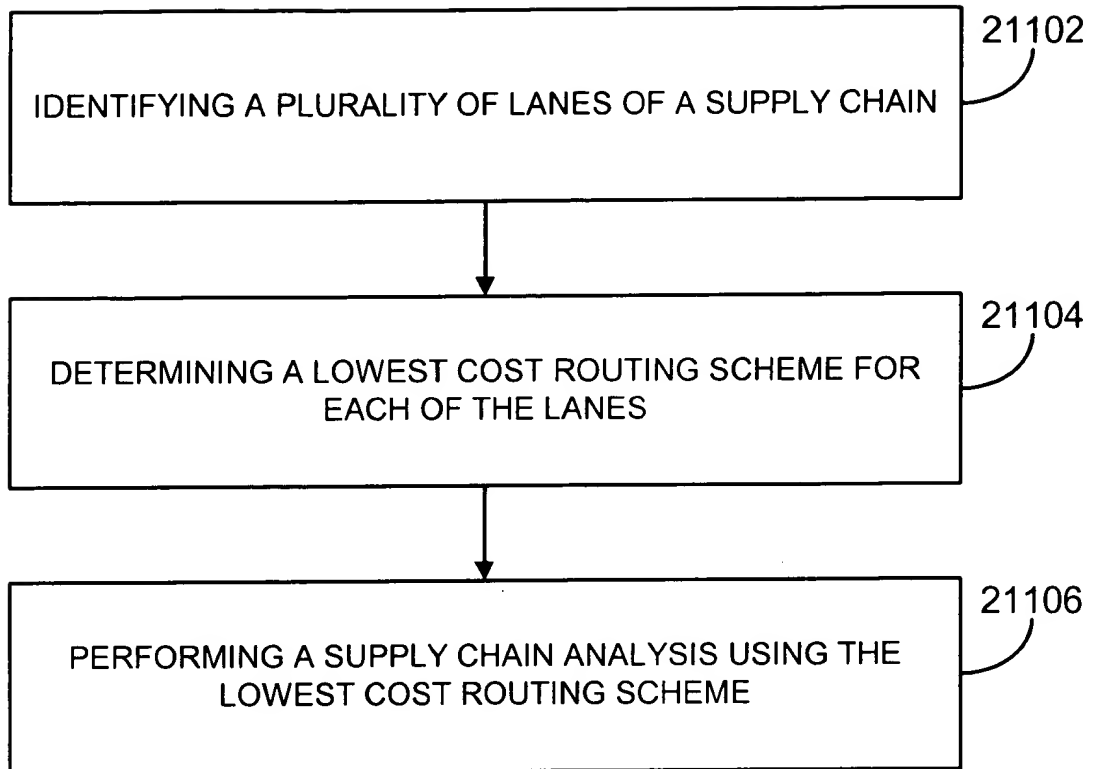 21102
IDENTIFYING A PLURALITY OF LANES OF A SUPPLY CHAIN
21104
DETERMINING A LOWEST COST ROUTING SCHEME FOR
EACH OF THE LANES
21106
PERFORMING A SUPPLY CHAIN ANALYSIS USING THE
LOWEST COST ROUTING SCHEME